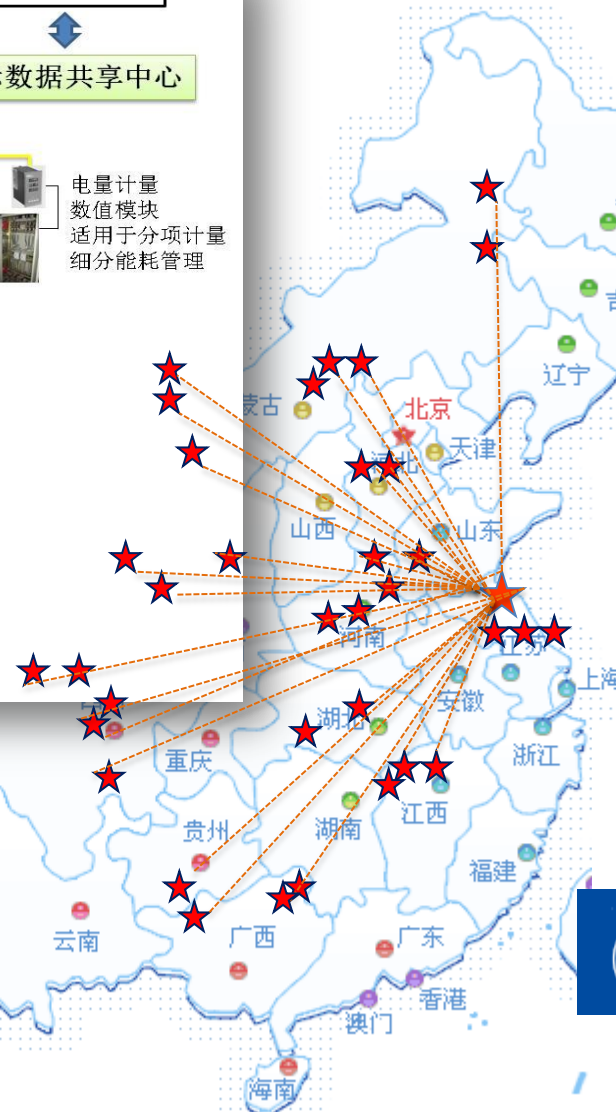 数据共享中心
电量计量
数值模块
适用于分项计量
细分能耗管理
辽宁
蒙古
北京
天津
河北
山西
山东
河南
江苏
安徽
上海
湖北
重庆
浙江
湖南
江西
贵州
福建
云南
广西
广东
香港
澳门
海南